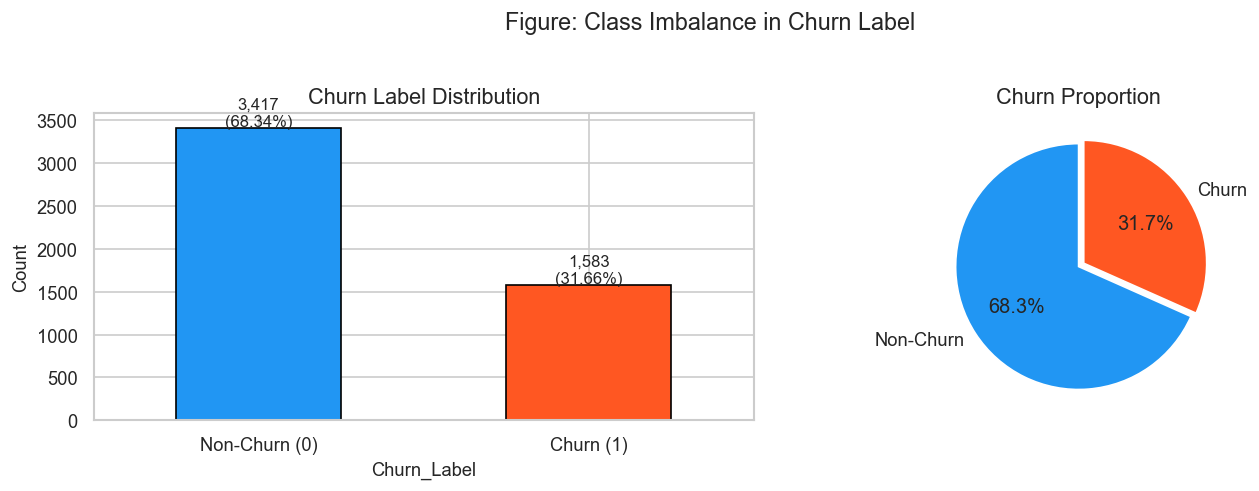 Figure: Class Imbalance in Churn Label
Churn Label Distribution
3,417
(68.34%)
1,583
(31.66%)
3500
3000
2500
2000
1500
1000
500
0
Count
Non-Churn (0)
Churn (1)
Churn_Label
Churn Proportion
Churn
31.7%
68.3%
Non-Churn